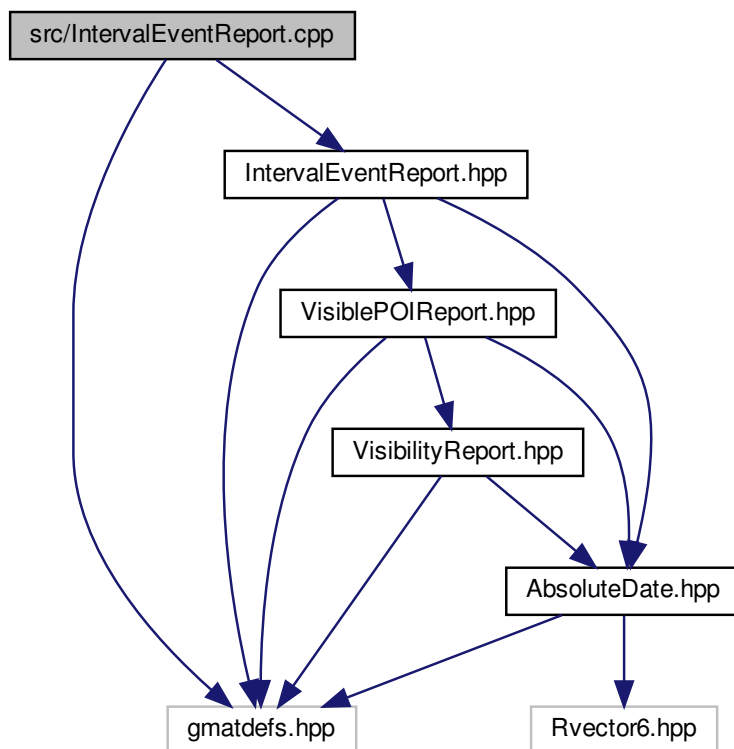 src/IntervalEventReport.cpp
IntervalEventReport.hpp
VisiblePOIReport.hpp
VisibilityReport.hpp
AbsoluteDate.hpp
gmatdefs.hpp
Rvector6.hpp